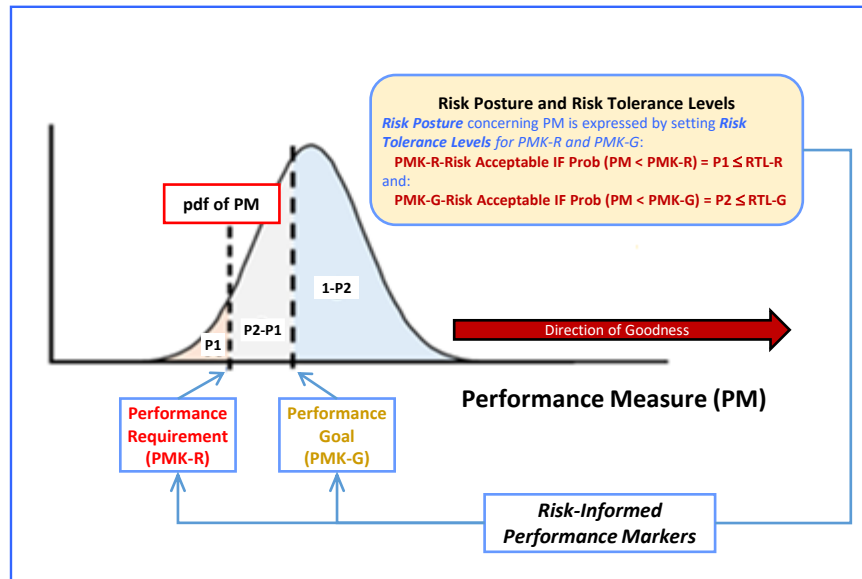 Risk Posture and Risk Tolerance Levels
Risk Posture concerning PM is expressed by setting Risk
Tolerance Levels for PMK-R and PMK-G:
PMK-R-Risk Acceptable IF Prob (PM < PMK-R) = P1 ≤ RTL-R
and:
PMK-G-Risk Acceptable IF Prob (PM < PMK-G) = P2 ≤ RTL-G
pdf of PM
1-P2
P2-P1
P1
Direction of Goodness
Performance Measure (PM)
Performance
Requirement
(PMK-R)
Performance
Goal
(PMK-G)
Risk-Informed
Performance Markers